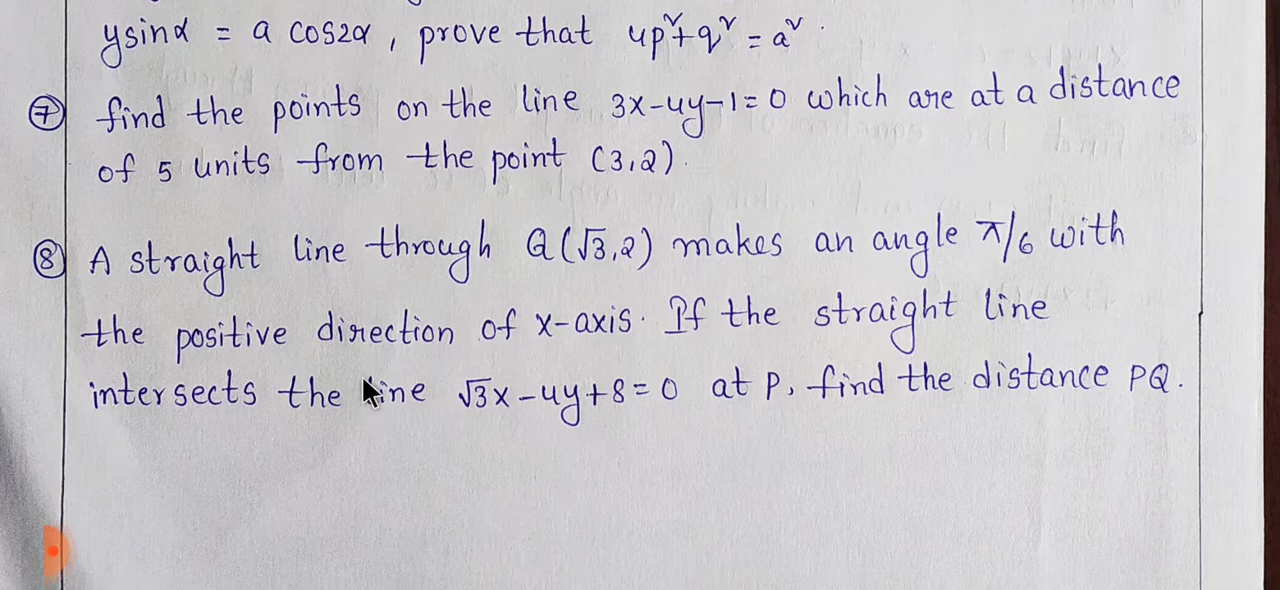 ysinα = a cos2α, prove that 4p²+q² = a².
⑦ find the points on the line 3x-4y-1=0 which are at a distance
of 5 units from the point (3,2).
⑧ A straight line through Q(√3,2) makes an angle π/6 with
the positive direction of x-axis. If the straight line
intersects the line √3x-4y+8=0 at P, find the distance PQ.